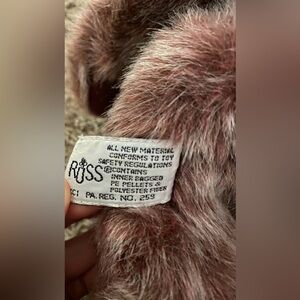 ALL NEW MATERIAL
CONFORMS TO TOY
SAFETY REGULATIONS
RUSS® CONTAINS
INNER BAGGED
PE PELLETS &
POLYESTER FIBER
PA. REG. NO. 259